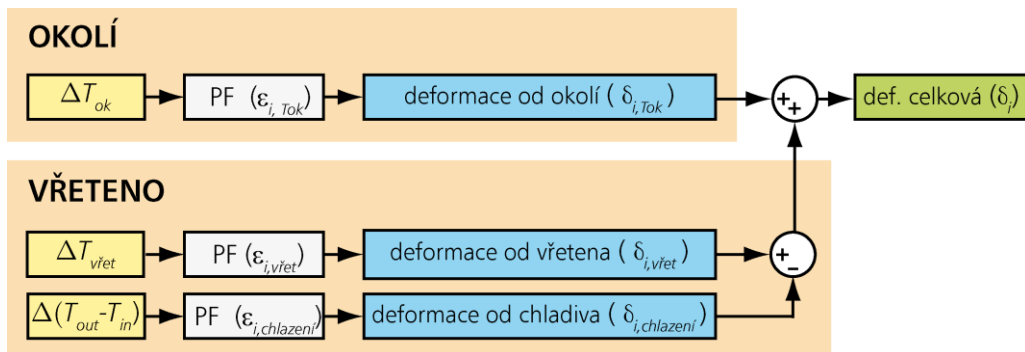 OKOLÍ
ΔT_ok PF (ε_i, Tok) deformace od okolí ( δ_i,Tok) + + def. celková (δ_i)
VŘETENO
ΔT_vřet PF (ε_i,vřet) deformace od vřetena ( δ_i,vřet) + -
Δ(T_out-T_in) PF (ε_i,chlazení) deformace od chladiva ( δ_i,chlazení)